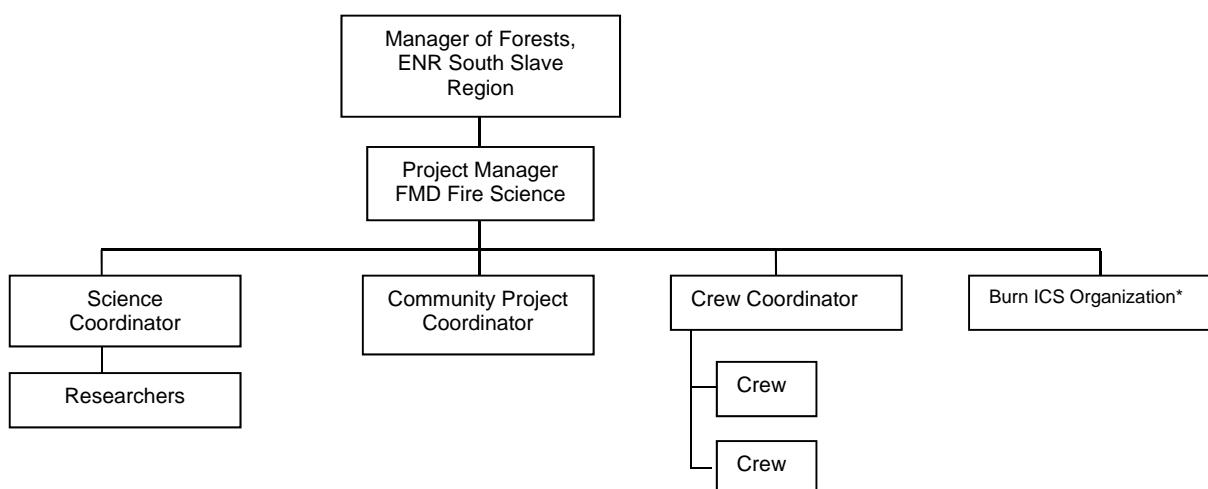 Manager of Forests,
ENR South Slave
Region
Project Manager
FMD Fire Science
Science
Coordinator
Community Project
Coordinator
Crew Coordinator
Burn ICS Organization*
Researchers
Crew
Crew